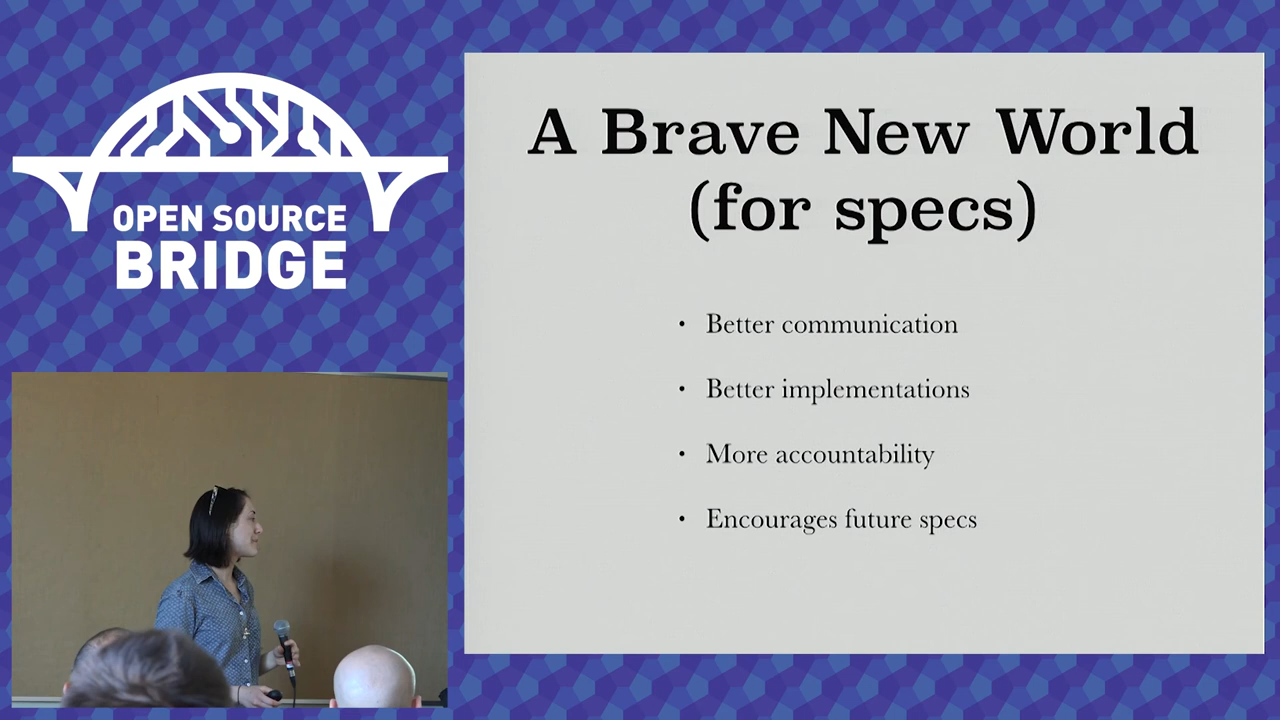 OPEN SOURCE
BRIDGE
A Brave New World
(for specs)
• Better communication
• Better implementations
• More accountability
• Encourages future specs